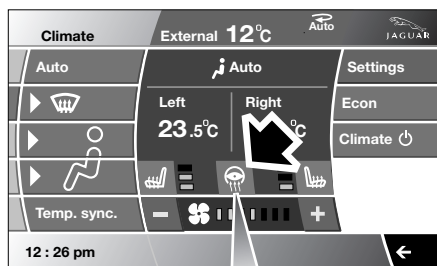 Climate
External 12°C
Auto
JAGUAR
Auto
Auto
Settings
Left
Right
Econ
23.5°C
°C
Climate
Temp. sync.
12 : 26 pm